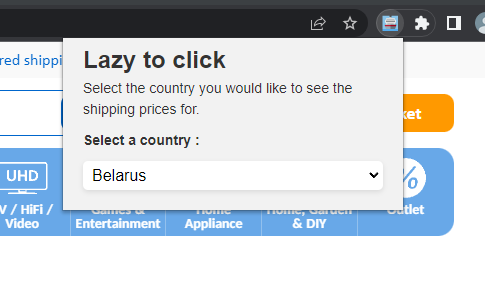 Lazy to click
red shippi
Select the country you would like to see the
shipping prices for.
ket
Select a country :
Belarus
UHD
%
V / HiFi /
Video
Games &
Entertainment
Home
Appliance
Home, Garden
& DIY
Outlet